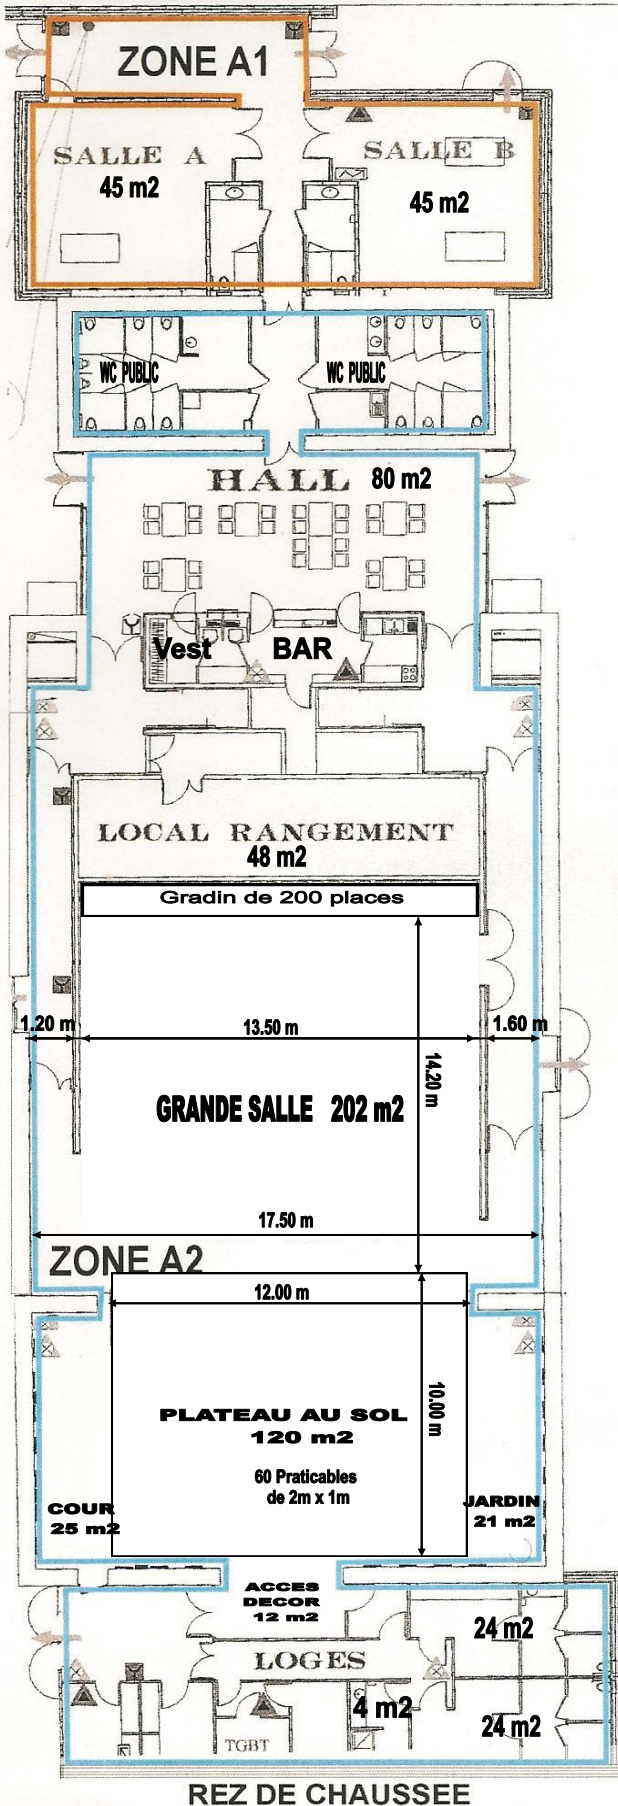 ZONE A1
SALLE A
45 m2
SALLE B
45 m2
WC PUBLIC
WC PUBLIC
HALL 80 m2
Vest
BAR
LOCAL RANGEMENT
48 m2
Gradin de 200 places
1.20 m
13.50 m
1.60 m
14.20 m
GRANDE SALLE 202 m2
17.50 m
ZONE A2
12.00 m
10.00 m
PLATEAU AU SOL
120 m2
60 Praticables
de 2m x 1m
COUR
25 m2
JARDIN
21 m2
ACCES
DECOR
12 m2
24 m2
LOGES
4 m2
24 m2
TGBT
REZ DE CHAUSSEE